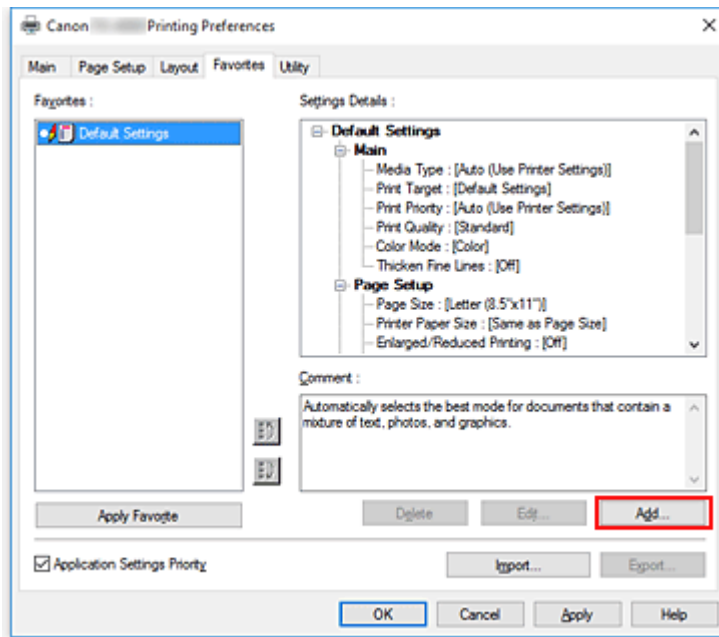 Canon Printing Preferences
Main Page Setup Layout Favorites Utility
Favorites :
Default Settings
Apply Favorite
Settings Details :
Default Settings
Main
Media Type : [Auto (Use Printer Settings)]
Print Target : [Default Settings]
Print Priority : [Auto (Use Printer Settings)]
Print Quality : [Standard]
Color Mode : [Color]
Thicken Fine Lines : [Off]
Page Setup
Page Size : [Letter (8.5"x11")]
Printer Paper Size : [Same as Page Size]
Enlarged/Reduced Printing : [Off]
Comment :
Automatically selects the best mode for documents that contain a
mixture of text, photos, and graphics.
Delete Edit... Add...
Application Settings Priority
Import... Export...
OK Cancel Apply Help